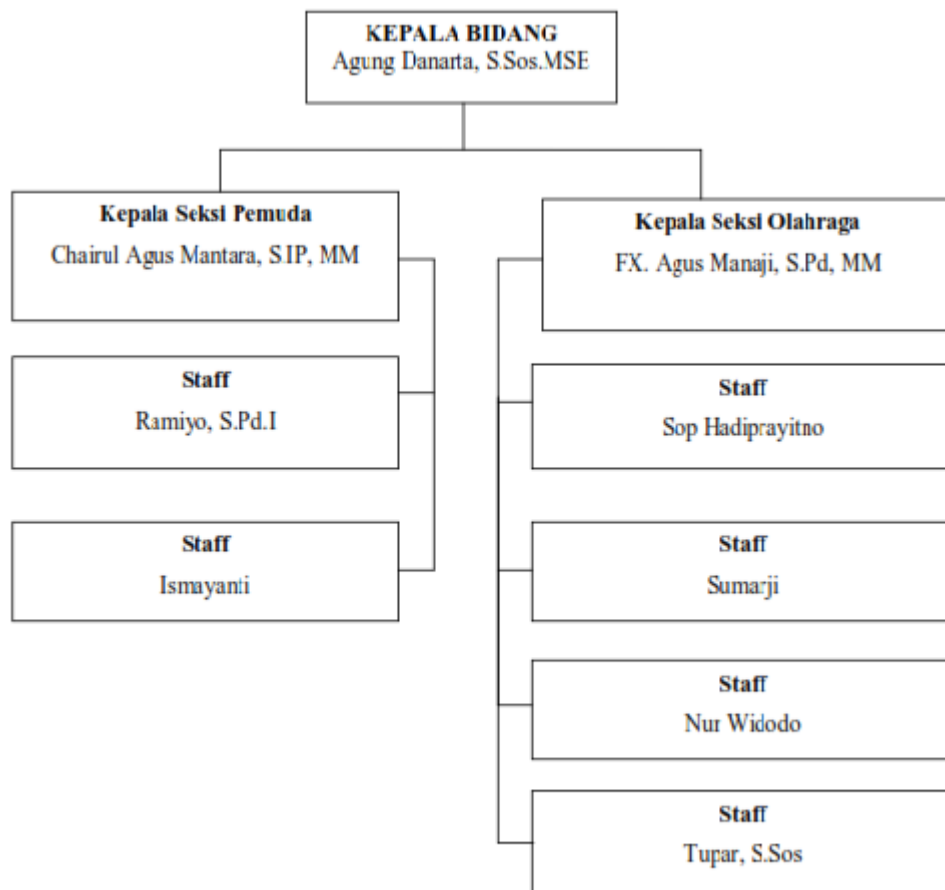 KEPALA BIDANG
Agung Danarta, S.Sos.MSE
Kepala Seksi Pemuda
Chairul Agus Mantara, S.IP, MM
Staff
Ramiyo, S.Pd.I
Staff
Ismayanti
Kepala Seksi Olahraga
FX. Agus Manaji, S.Pd, MM
Staff
Sop Hadiprayitno
Staff
Sumarji
Staff
Nur Widodo
Staff
Tupar, S.Sos